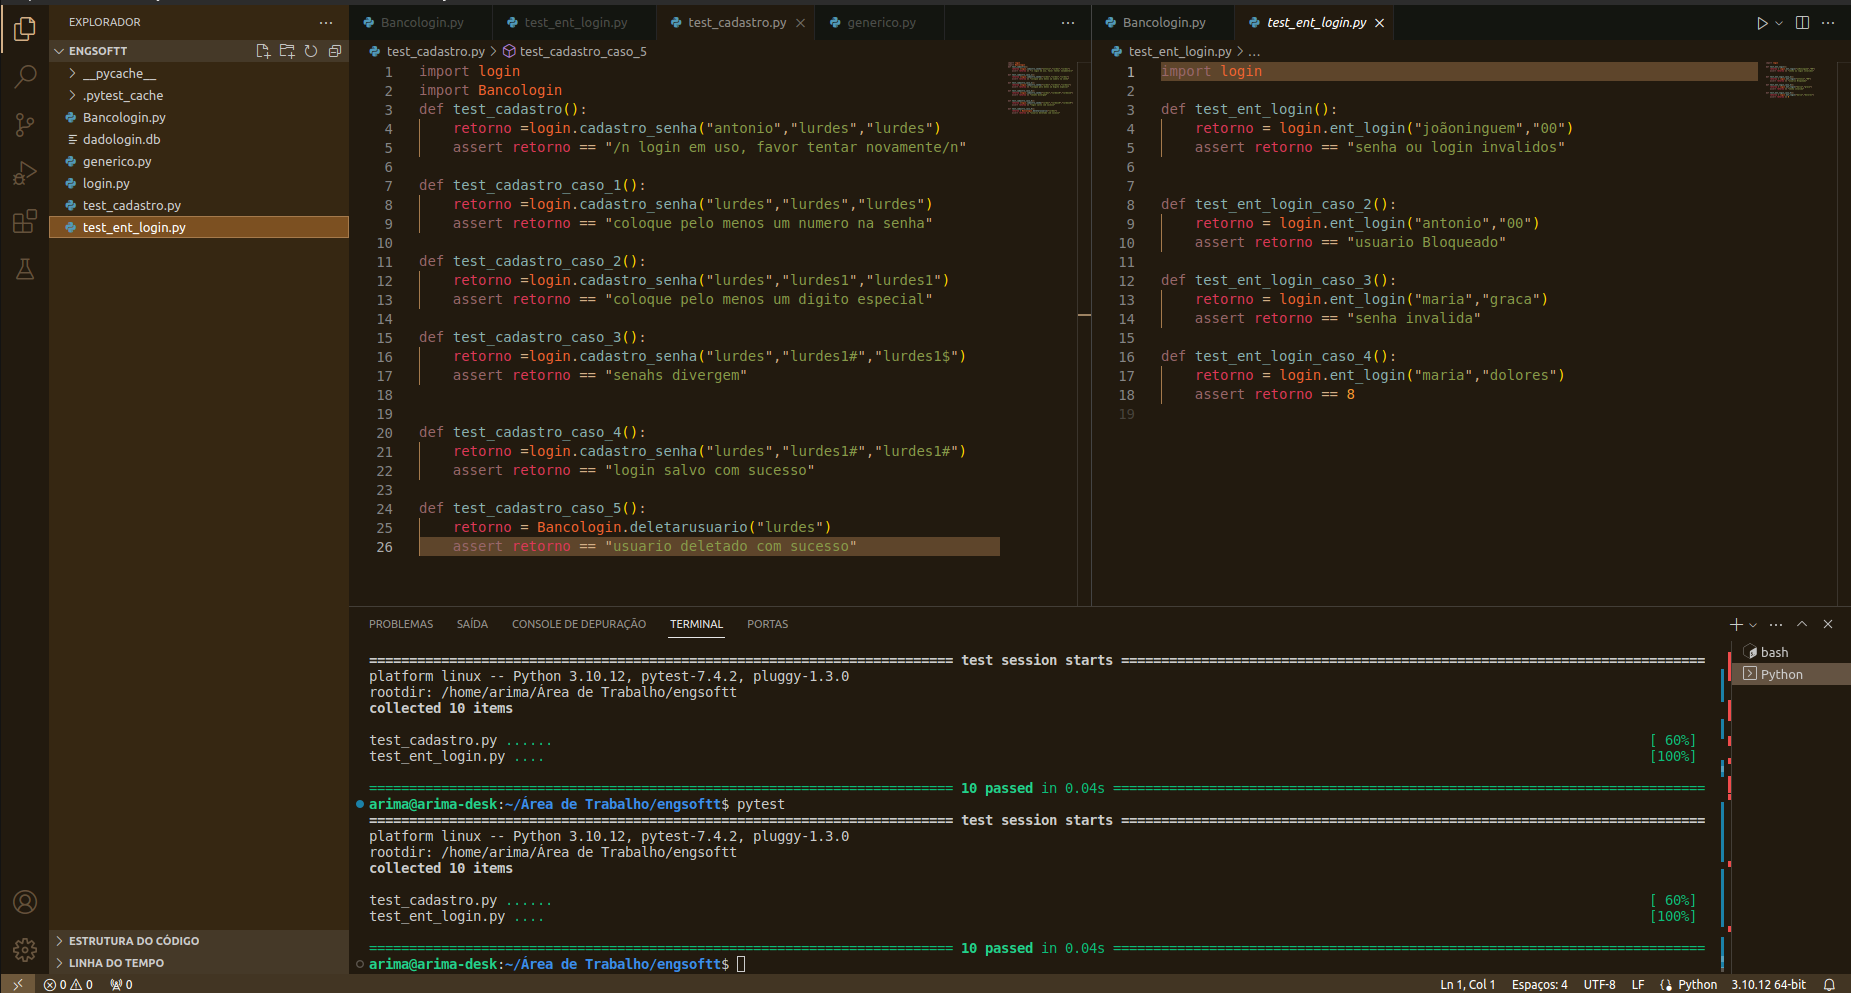 EXPLORADOR ...
ENGSOFTT
__pycache__
.pytest_cache
Bancologin.py
dadologin.db
generico.py
login.py
test_cadastro.py
test_ent_login.py
ESTRUTURA DO CÓDIGO
LINHA DO TEMPO
Bancologin.py test_ent_login.py test_cadastro.py generico.py ...
test_cadastro.py > test_cadastro_caso_5
1 import login
2 import Bancologin
3 def test_cadastro():
4 retorno =login.cadastro_senha("antonio","lurdes","lurdes")
5 assert retorno == "/n login em uso, favor tentar novamente/n"
6
7 def test_cadastro_caso_1():
8 retorno =login.cadastro_senha("lurdes","lurdes","lurdes")
9 assert retorno == "coloque pelo menos um numero na senha"
10
11 def test_cadastro_caso_2():
12 retorno =login.cadastro_senha("lurdes","lurdes1","lurdes1")
13 assert retorno == "coloque pelo menos um digito especial"
14
15 def test_cadastro_caso_3():
16 retorno =login.cadastro_senha("lurdes","lurdes1#","lurdes1$")
17 assert retorno == "senahs divergem"
18
19
20 def test_cadastro_caso_4():
21 retorno =login.cadastro_senha("lurdes","lurdes1#","lurdes1#")
22 assert retorno == "login salvo com sucesso"
23
24 def test_cadastro_caso_5():
25 retorno = Bancologin.deletarusuario("lurdes")
26 assert retorno == "usuario deletado com sucesso"
Bancologin.py test_ent_login.py ...
test_ent_login.py > ...
1 import login
2
3 def test_ent_login():
4 retorno = login.ent_login("joãoninguem","00")
5 assert retorno == "senha ou login invalidos"
6
7
8 def test_ent_login_caso_2():
9 retorno = login.ent_login("antonio","00")
10 assert retorno == "usuario Bloqueado"
11
12 def test_ent_login_caso_3():
13 retorno = login.ent_login("maria","graca")
14 assert retorno == "senha invalida"
15
16 def test_ent_login_caso_4():
17 retorno = login.ent_login("maria","dolores")
18 assert retorno == 8
19
PROBLEMAS SAÍDA CONSOLE DE DEPURAÇÃO TERMINAL PORTAS
========================================================================= test session starts =========================================================================
platform linux -- Python 3.10.12, pytest-7.4.2, pluggy-1.3.0
rootdir: /home/arima/Área de Trabalho/engsoftt
collected 10 items
test_cadastro.py ...... [ 60%]
test_ent_login.py .... [100%]
========================================================================= 10 passed in 0.04s ==========================================================================
arima@arima-desk:~/Área de Trabalho/engsoftt$ pytest
========================================================================= test session starts =========================================================================
platform linux -- Python 3.10.12, pytest-7.4.2, pluggy-1.3.0
rootdir: /home/arima/Área de Trabalho/engsoftt
collected 10 items
test_cadastro.py ...... [ 60%]
test_ent_login.py .... [100%]
========================================================================= 10 passed in 0.04s ==========================================================================
arima@arima-desk:~/Área de Trabalho/engsoftt$
bash
Python
0 0 0 Ln 1, Col 1 Espaços: 4 UTF-8 LF Python 3.10.12 64-bit